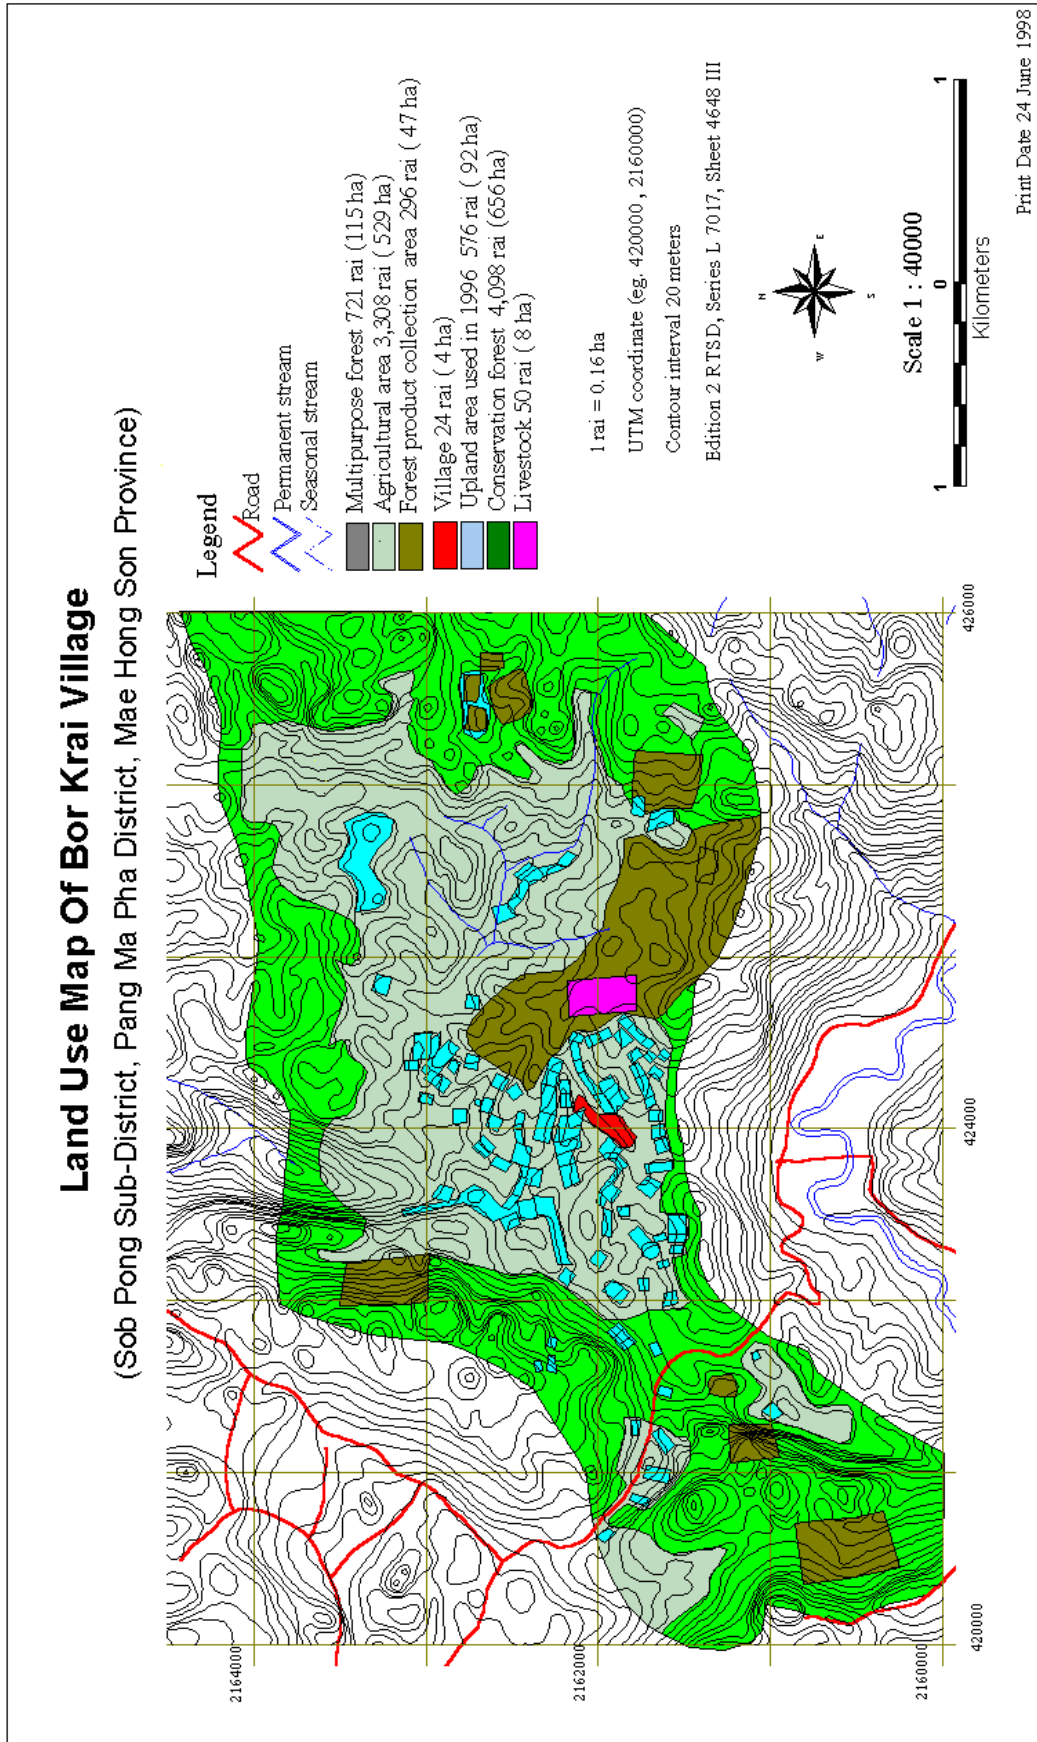 Land Use Map Of Bor Krai Village
(Sob Pong Sub-District, Pang Ma Pha District, Mae Hong Son Province)
Legend
Road
Permanent stream
Seasonal stream
Multipurpose forest 721 rai (115 ha)
Agricultural area 3,308 rai ( 529 ha)
Forest product collection area 296 rai ( 47 ha)
Village 24 rai ( 4 ha)
Upland area used in 1996 576 rai ( 92 ha)
Conservation forest 4,098 rai (656 ha)
Livestock 50 rai ( 8 ha)
1 rai = 0.16 ha
UTM coordinate (eg. 420000 , 2160000)
Contour interval 20 meters
Edition 2 RTSD, Series L 7017, Sheet 4648 III
N
W
E
S
Scale 1 : 40000
1 0 1
Kilometers
2164000
2162000
2160000
420000
424000
426000
Print Date 24 June 1998